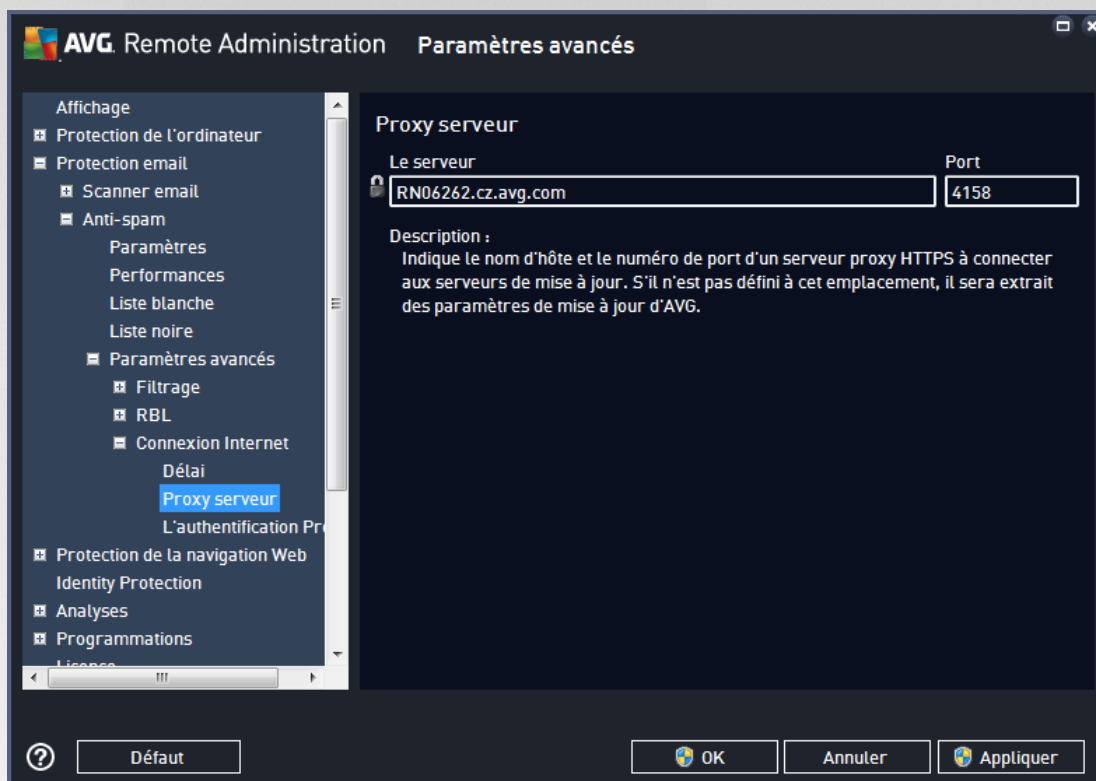 AVG. Remote Administration Paramètres avancés
Affichage
Protection de l'ordinateur
Protection email
Scanner email
Anti-spam
Paramètres
Performances
Liste blanche
Liste noire
Paramètres avancés
Filtrage
RBL
Connexion Internet
Délai
Proxy serveur
L'authentification
Protection de la navigation Web
Identity Protection
Analyses
Programmations
Proxy serveur
Le serveur Port
RN06262.cz.avg.com 4158
Description :
Indique le nom d'hôte et le numéro de port d'un serveur proxy HTTPS à connecter
aux serveurs de mise à jour. S'il n'est pas défini à cet emplacement, il sera extrait
des paramètres de mise à jour d'AVG.
Défaut OK Annuler Appliquer